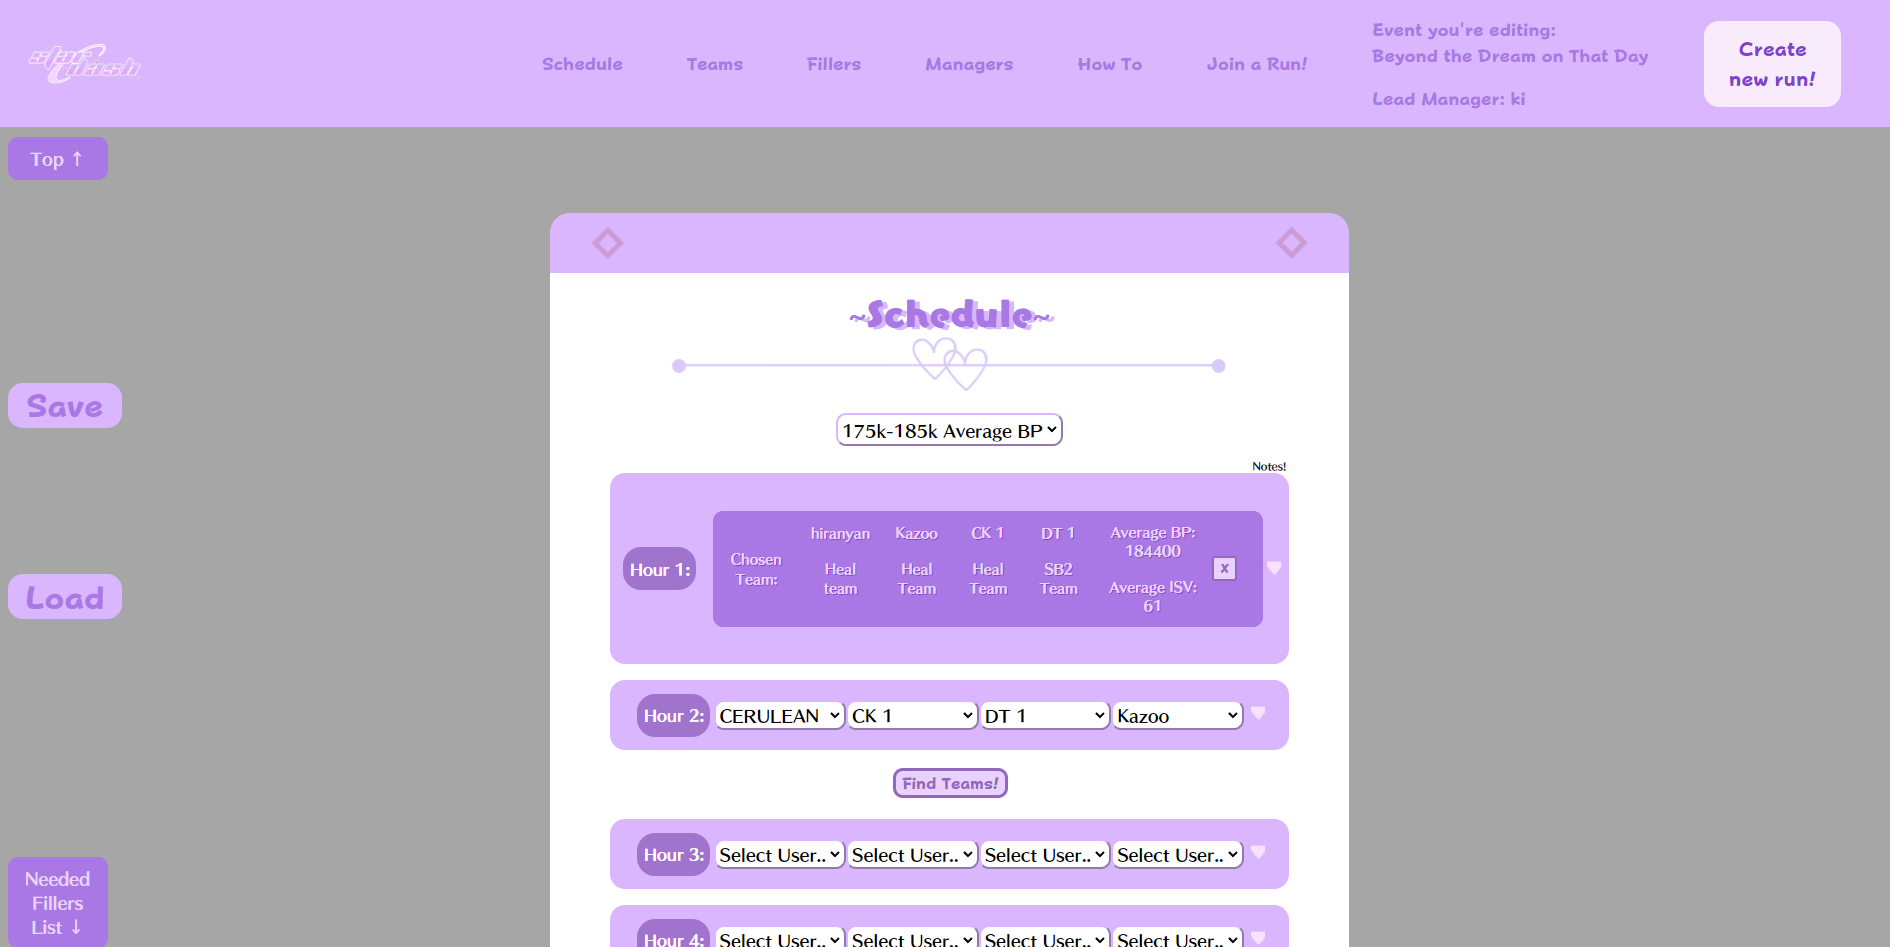 star dash
Schedule
Teams
Fillers
Managers
How To
Join a Run!
Event you're editing:
Beyond the Dream on That Day
Lead Manager: ki
Create
new run!
Top ↑
Save
Load
Needed
Fillers
List ↓
~Schedule~
175k-185k Average BP
Notes!
Hour 1:
Chosen
Team:
hiranyan
Heal
team
Kazoo
Heal
Team
CK 1
Heal
Team
DT 1
SB2
Team
Average BP:
184400
Average ISV:
61
x
Hour 2:
CERULEAN
CK 1
DT 1
Kazoo
Find Teams!
Hour 3:
Select User..
Select User..
Select User..
Select User..
Hour 4:
Select User..
Select User..
Select User..
Select User..